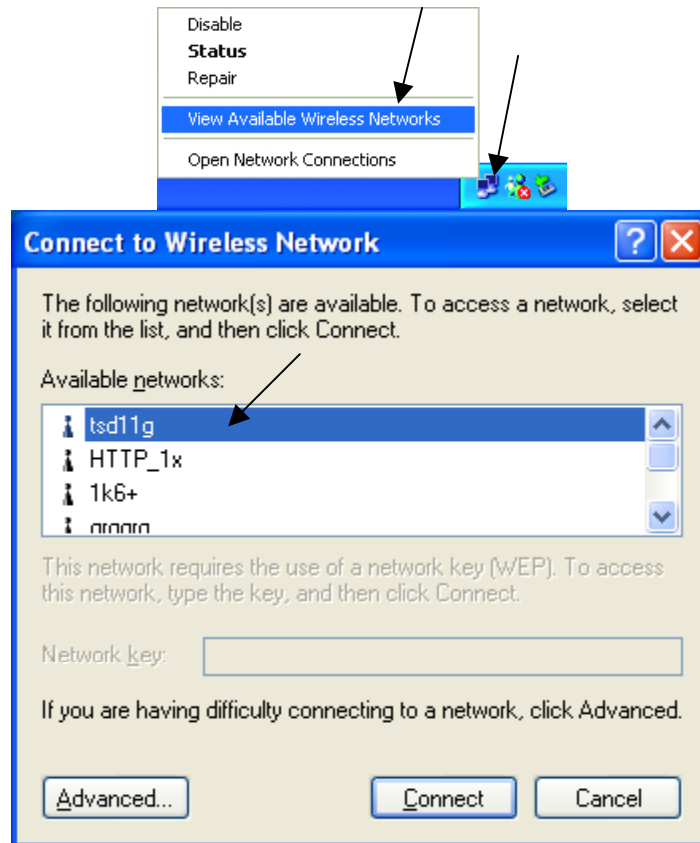 Disable
Status
Repair
View Available Wireless Networks
Open Network Connections
Connect to Wireless Network
The following network(s) are available. To access a network, select
it from the list, and then click Connect.
Available networks:
tsd11g
HTTP_1x
1k6+
This network requires the use of a network key (WEP). To access
this network, type the key, and then click Connect.
Network key:
If you are having difficulty connecting to a network, click Advanced.
Advanced...
Connect
Cancel